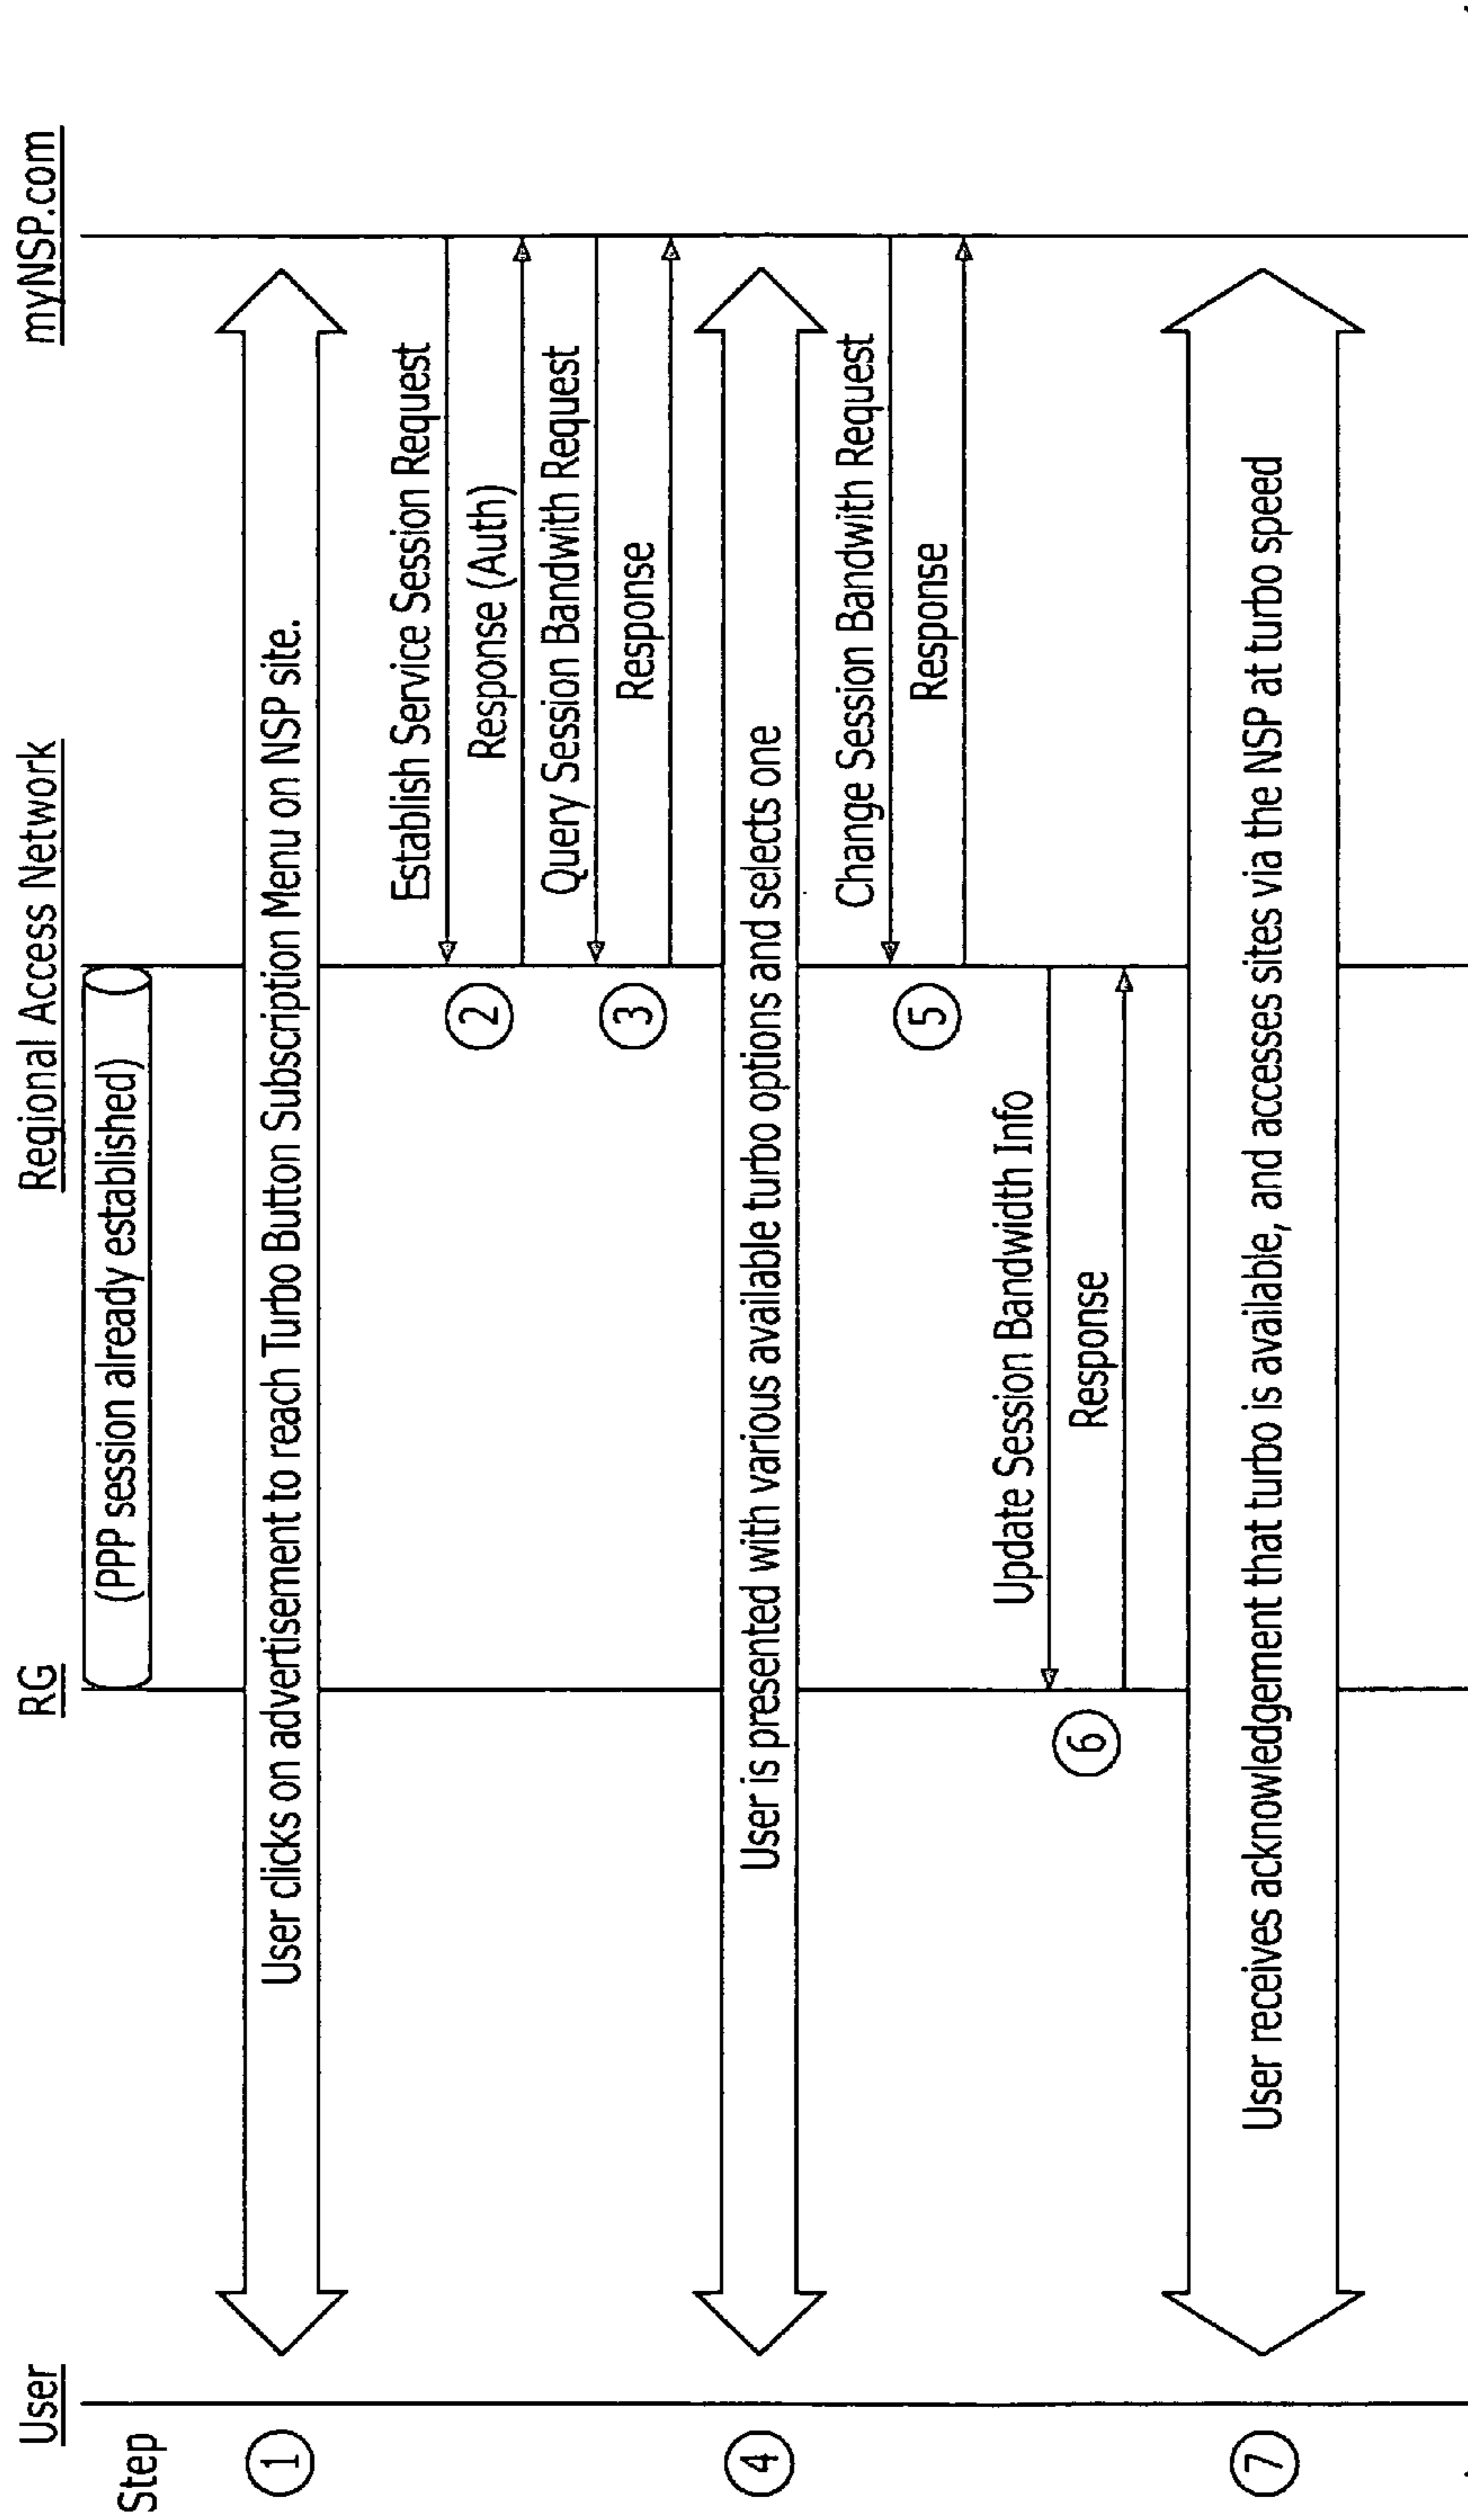 User
RG
Regional Access Network
myNSP.com
Step
(PPP session already established)
1
User clicks on advertisement to reach Turbo Button Subscription Menu on NSP site.
Establish Service Session Request
2
Response (Auth)
Query Session Bandwith Request
3
Response
4
User is presented with various available turbo options and selects one
Change Session Bandwith Request
5
Response
Update Session Bandwidth Info
6
Response
7
User receives acknowledgement that turbo is available, and accesses sites via the NSP at turbo speed